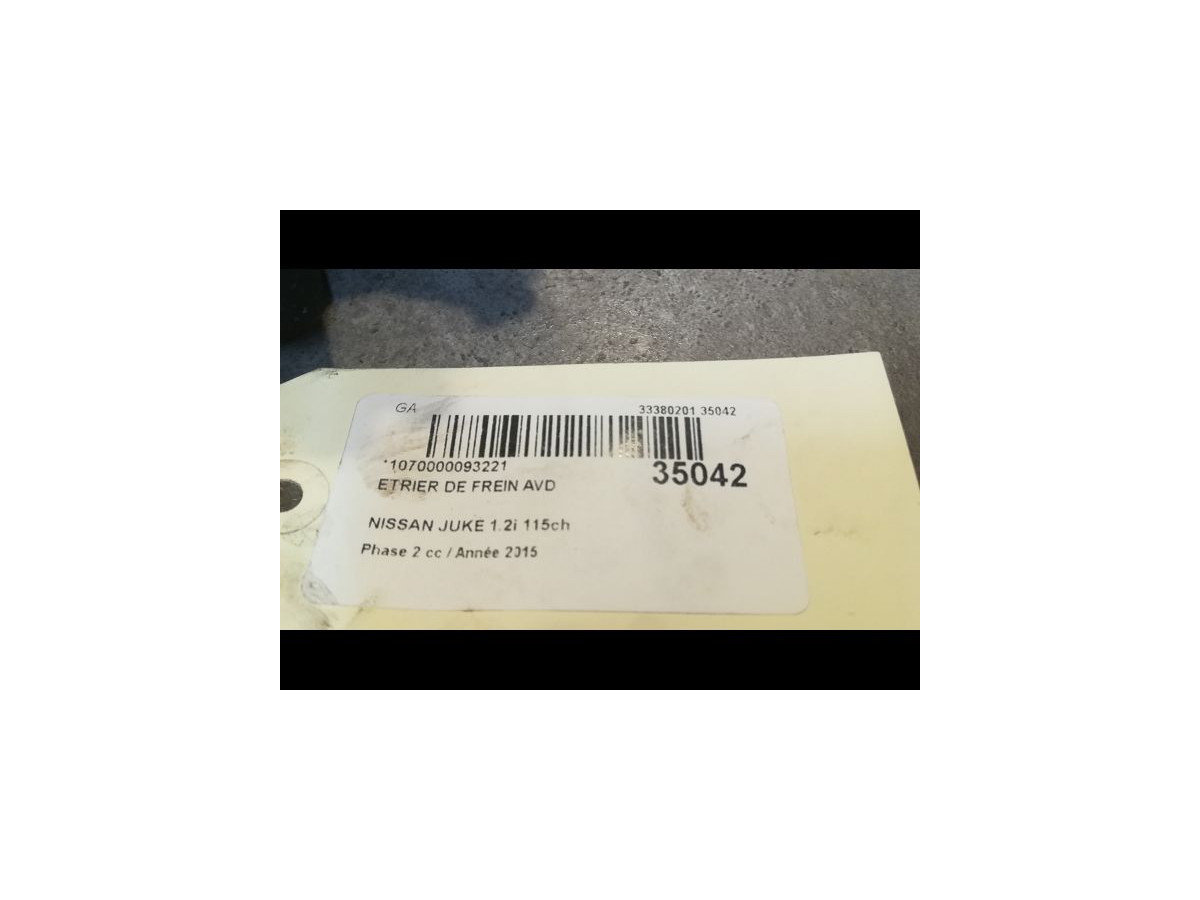 GA 33380201 35042
*1070000093221 35042
ETRIER DE FREIN AVD
NISSAN JUKE 1.2i 115ch
Phase 2 cc / Année 2015